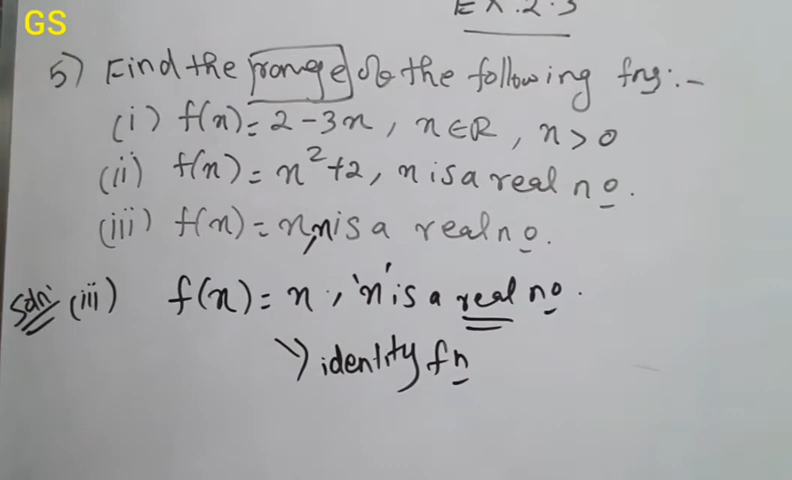 GS
Ex.2.3
5) Find the range of the following fns:-
(i) f(x)= 2-3x, x∈R, x>0
(ii) f(x)= x²+2, x is a real no.
(iii) f(x)= x, x is a real no.
Soln: (iii) f(x)= x, 'x' is a real no.
identity fn